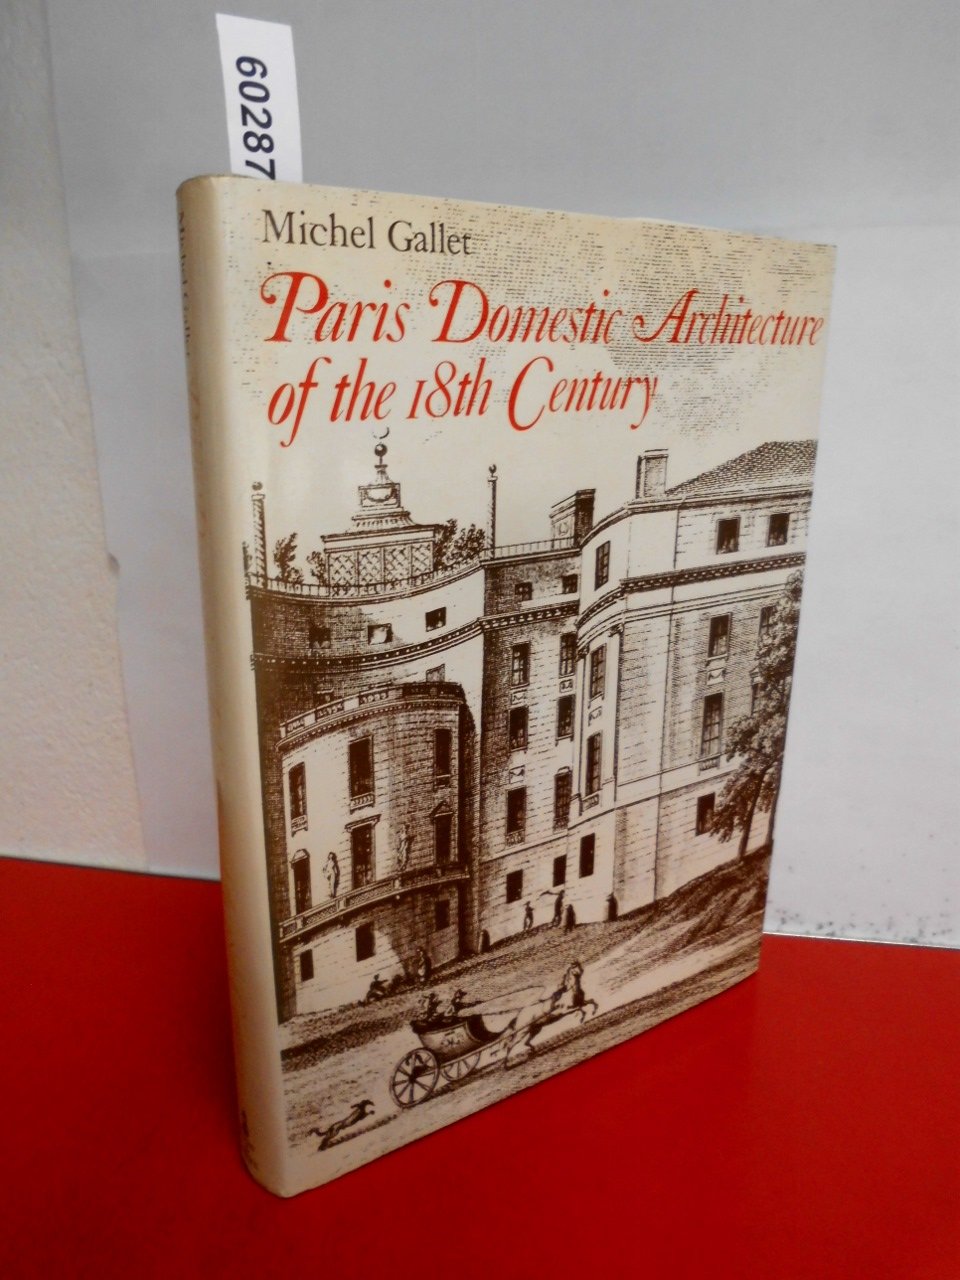 60287
Michel Gallet
Paris Domestic Architecture
of the 18th Century